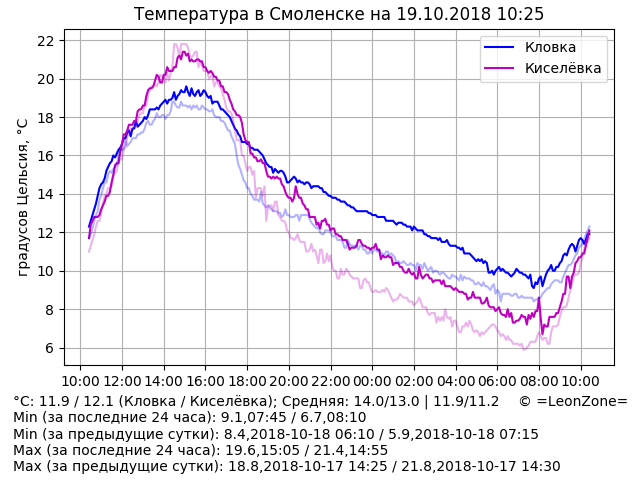 Температура в Смоленске на 19.10.2018 10:25
Кловка
Киселёвка
градусов Цельсия, °C
22
20
18
16
14
12
10
8
6
10:00 12:00 14:00 16:00 18:00 20:00 22:00 00:00 02:00 04:00 06:00 08:00 10:00
°C: 11.9 / 12.1 (Кловка / Киселёвка); Средняя: 14.0/13.0 | 11.9/11.2 © =LeonZone=
Min (за последние 24 часа): 9.1,07:45 / 6.7,08:10
Min (за предыдущие сутки): 8.4,2018-10-18 06:10 / 5.9,2018-10-18 07:15
Max (за последние 24 часа): 19.6,15:05 / 21.4,14:55
Max (за предыдущие сутки): 18.8,2018-10-17 14:25 / 21.8,2018-10-17 14:30